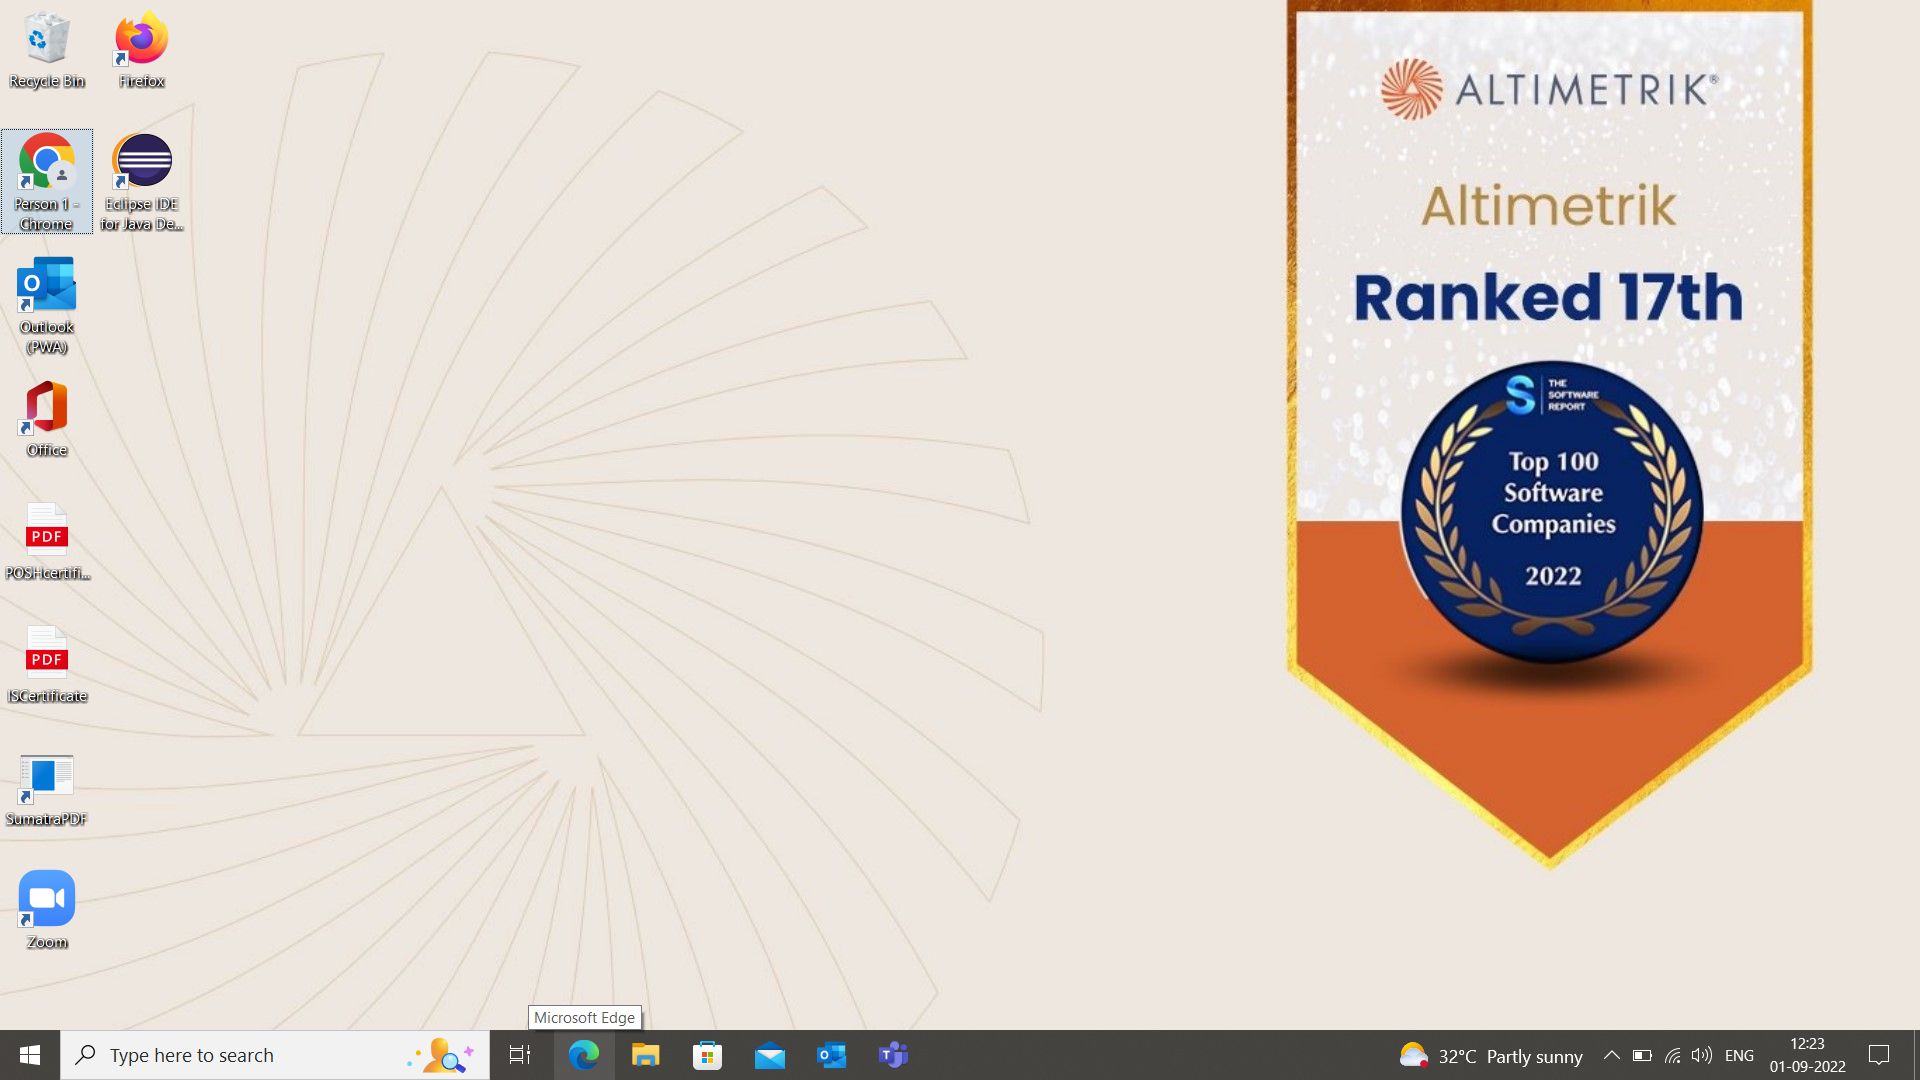 Recycle Bin
Firefox
Person 1 -
Chrome
Eclipse IDE
for Java De...
Outlook
(PWA)
Office
PDF
POSHcertifi...
PDF
ISCertificate
SumatraPDF
Zoom
ALTIMETRIK®
Altimetrik
Ranked 17th
THE
SOFTWARE
REPORT
Top 100
Software
Companies
2022
Microsoft Edge
Type here to search
32°C Partly sunny
ENG
12:23
01-09-2022